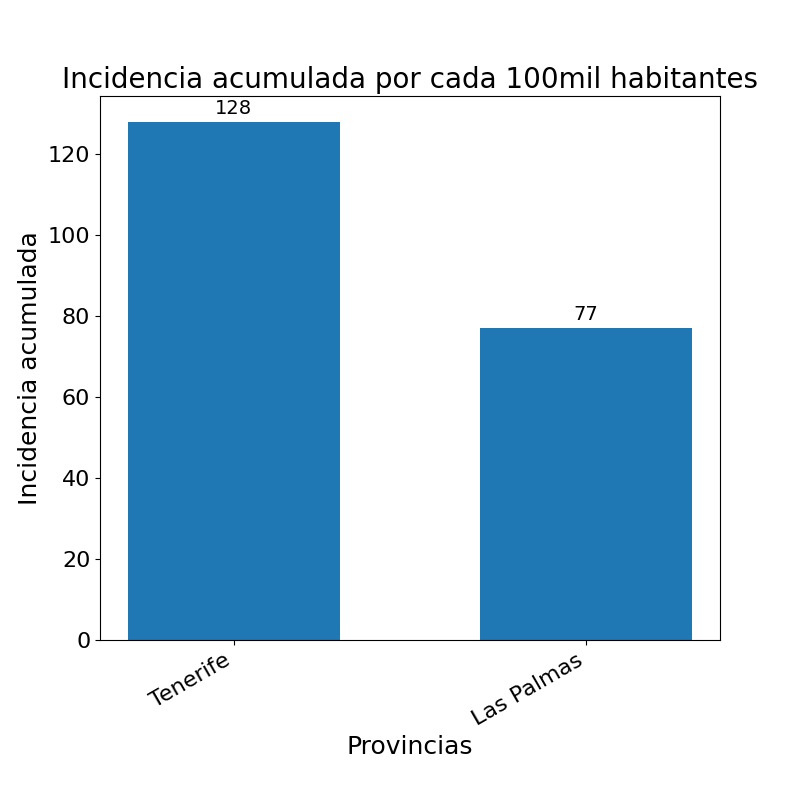 Incidencia acumulada por cada 100mil habitantes
128
77
120
100
80
60
40
20
0
Incidencia acumulada
Tenerife
Las Palmas
Provincias